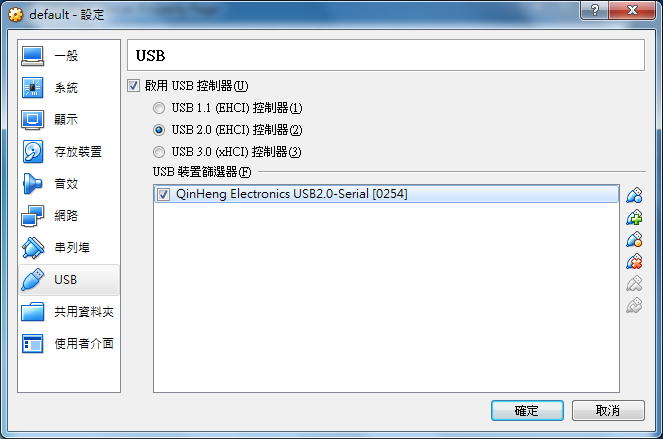 default - 設定
一般
系統
顯示
存放裝置
音效
網路
串列埠
USB
共用資料夾
使用者介面
USB
啟用 USB 控制器(U)
USB 1.1 (EHCI) 控制器(1)
USB 2.0 (EHCI) 控制器(2)
USB 3.0 (xHCI) 控制器(3)
USB 裝置篩選器(F)
QinHeng Electronics USB2.0-Serial [0254]
確定
取消